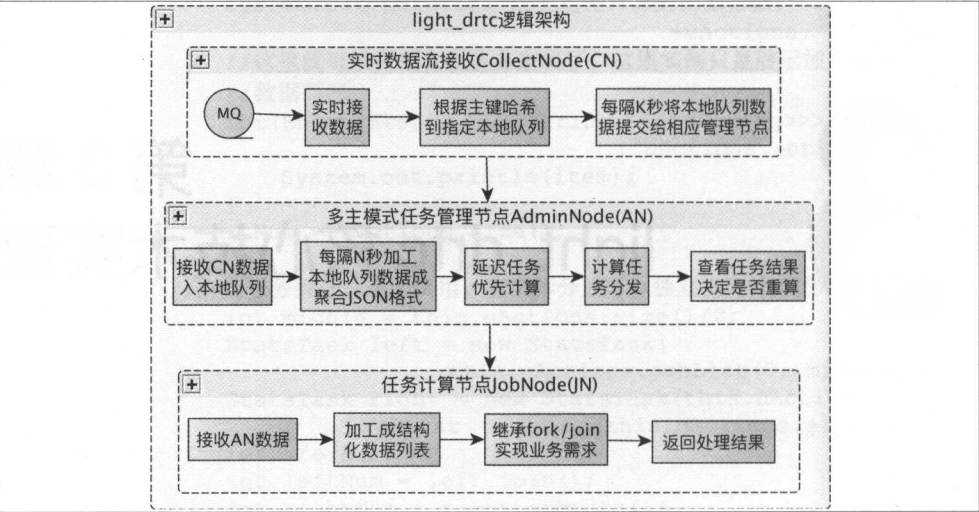 light_drtc逻辑架构
实时数据流接收CollectNode(CN)
MQ
实时接
收数据
根据主键哈希
到指定本地队列
每隔K秒将本地队列数
据提交给相应管理节点
System.out.println(item);
多主模式任务管理节点AdminNode(AN)
接收CN数据
入本地队列
每隔N秒加工
本地队列数据成
聚合JSON格式
延迟任务
优先计算
计算任
务分发
查看任务结果
决定是否重算
任务计算节点JobNode(JN)
接收AN数据
加工成结构
化数据列表
继承fork/join
实现业务需求
返回处理结果